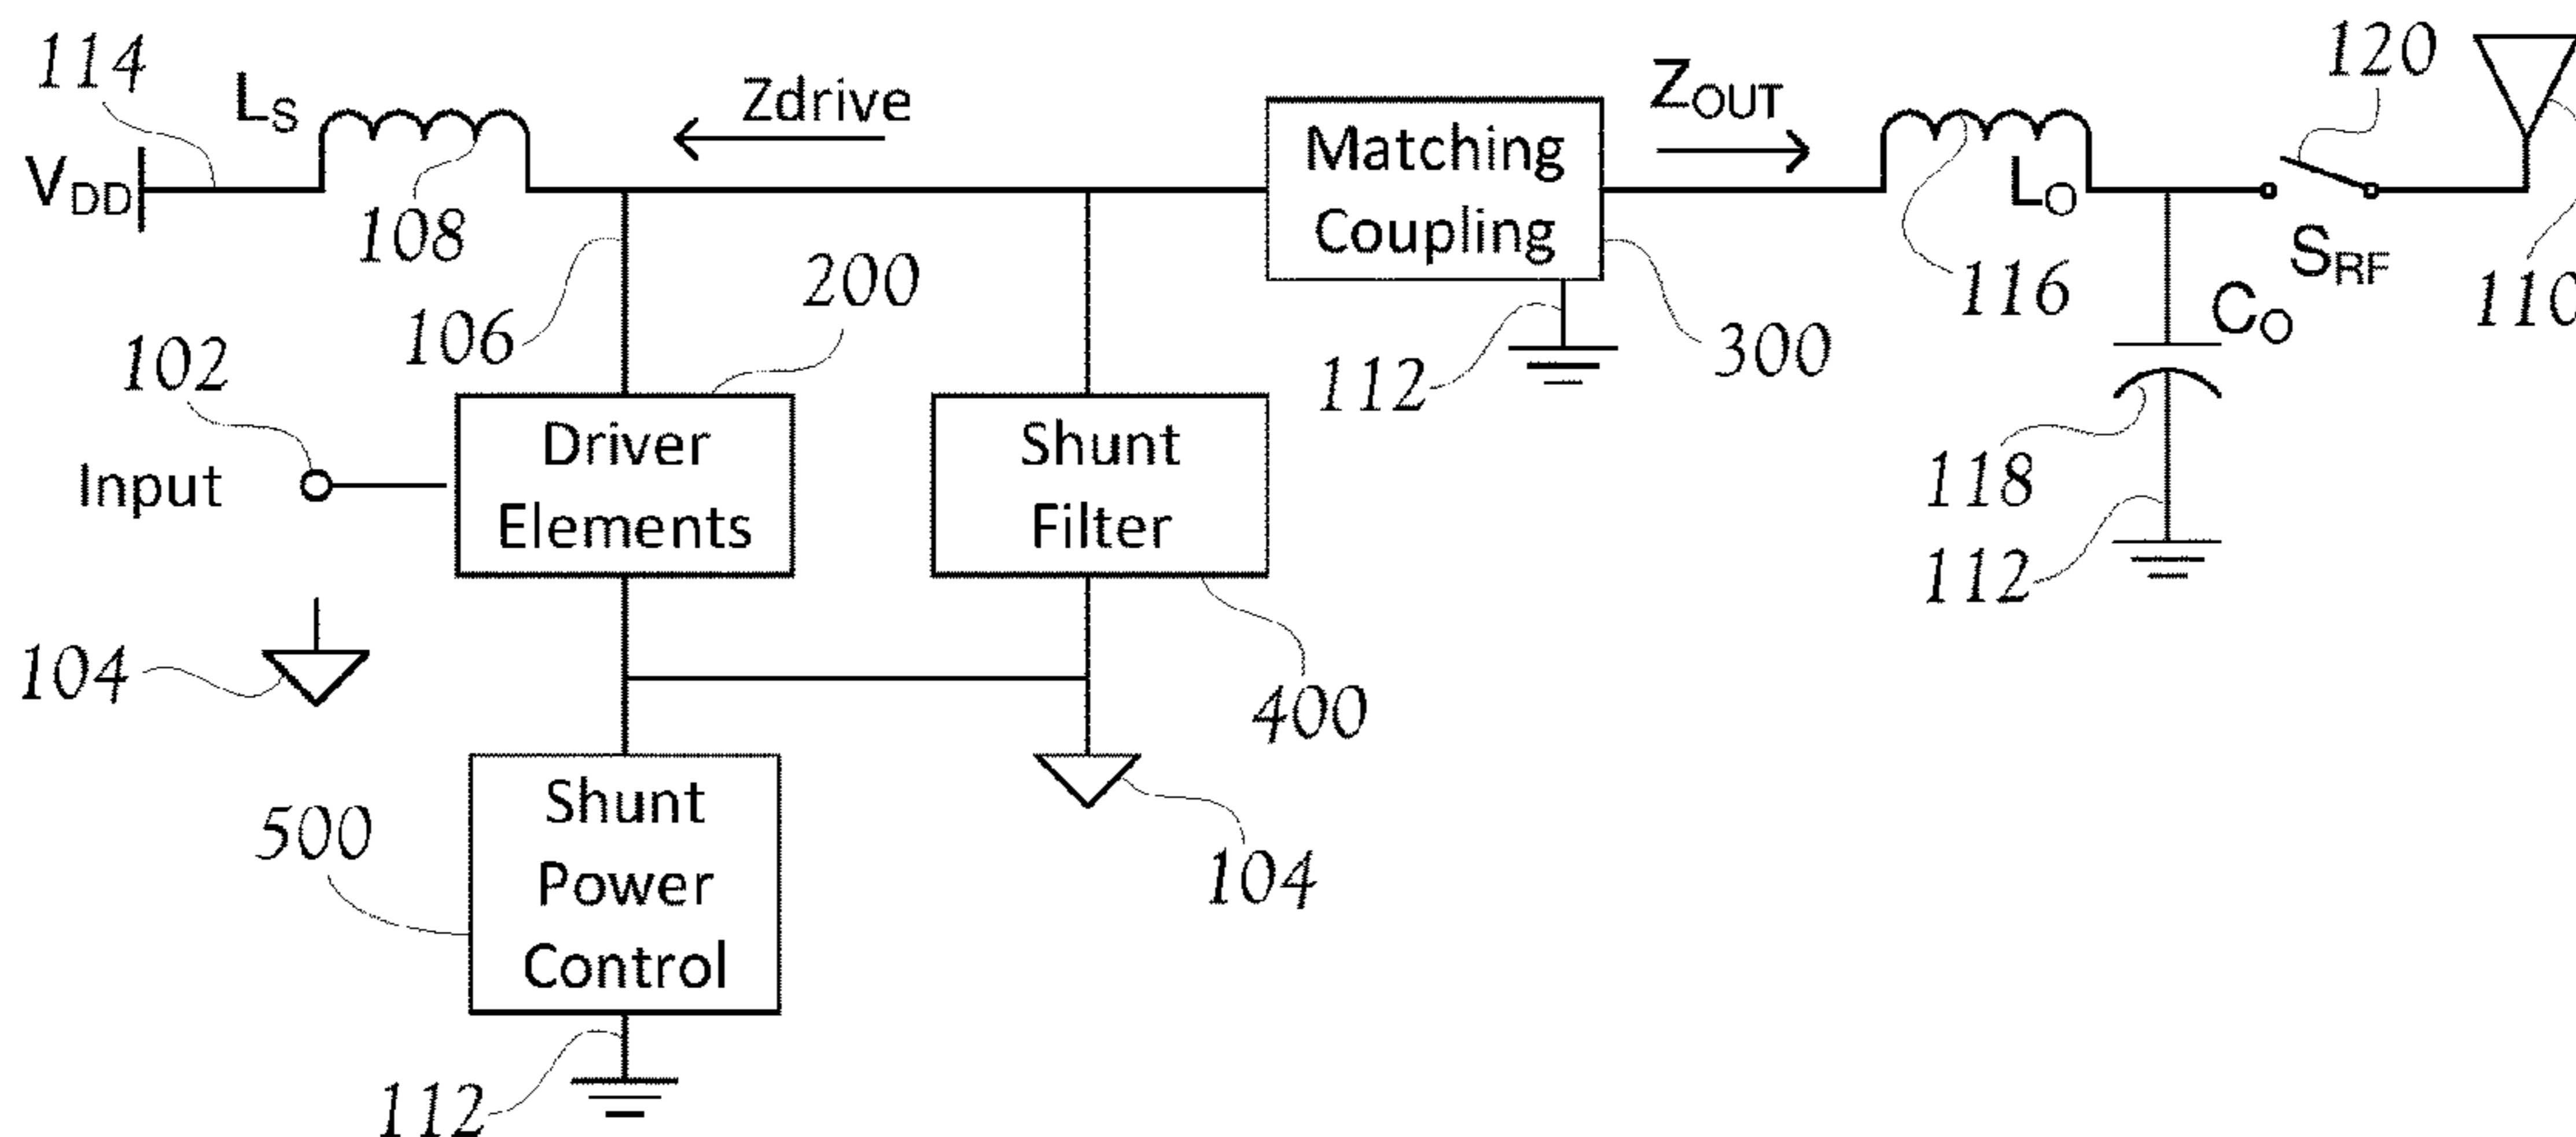 114
LS
VDD
108
Zdrive
Matching
Coupling
ZOUT
116
LO
120
SRF
110
106
200
112
300
CO
102
Input
Driver
Elements
Shunt
Filter
118
112
104
400
104
500
Shunt
Power
Control
112